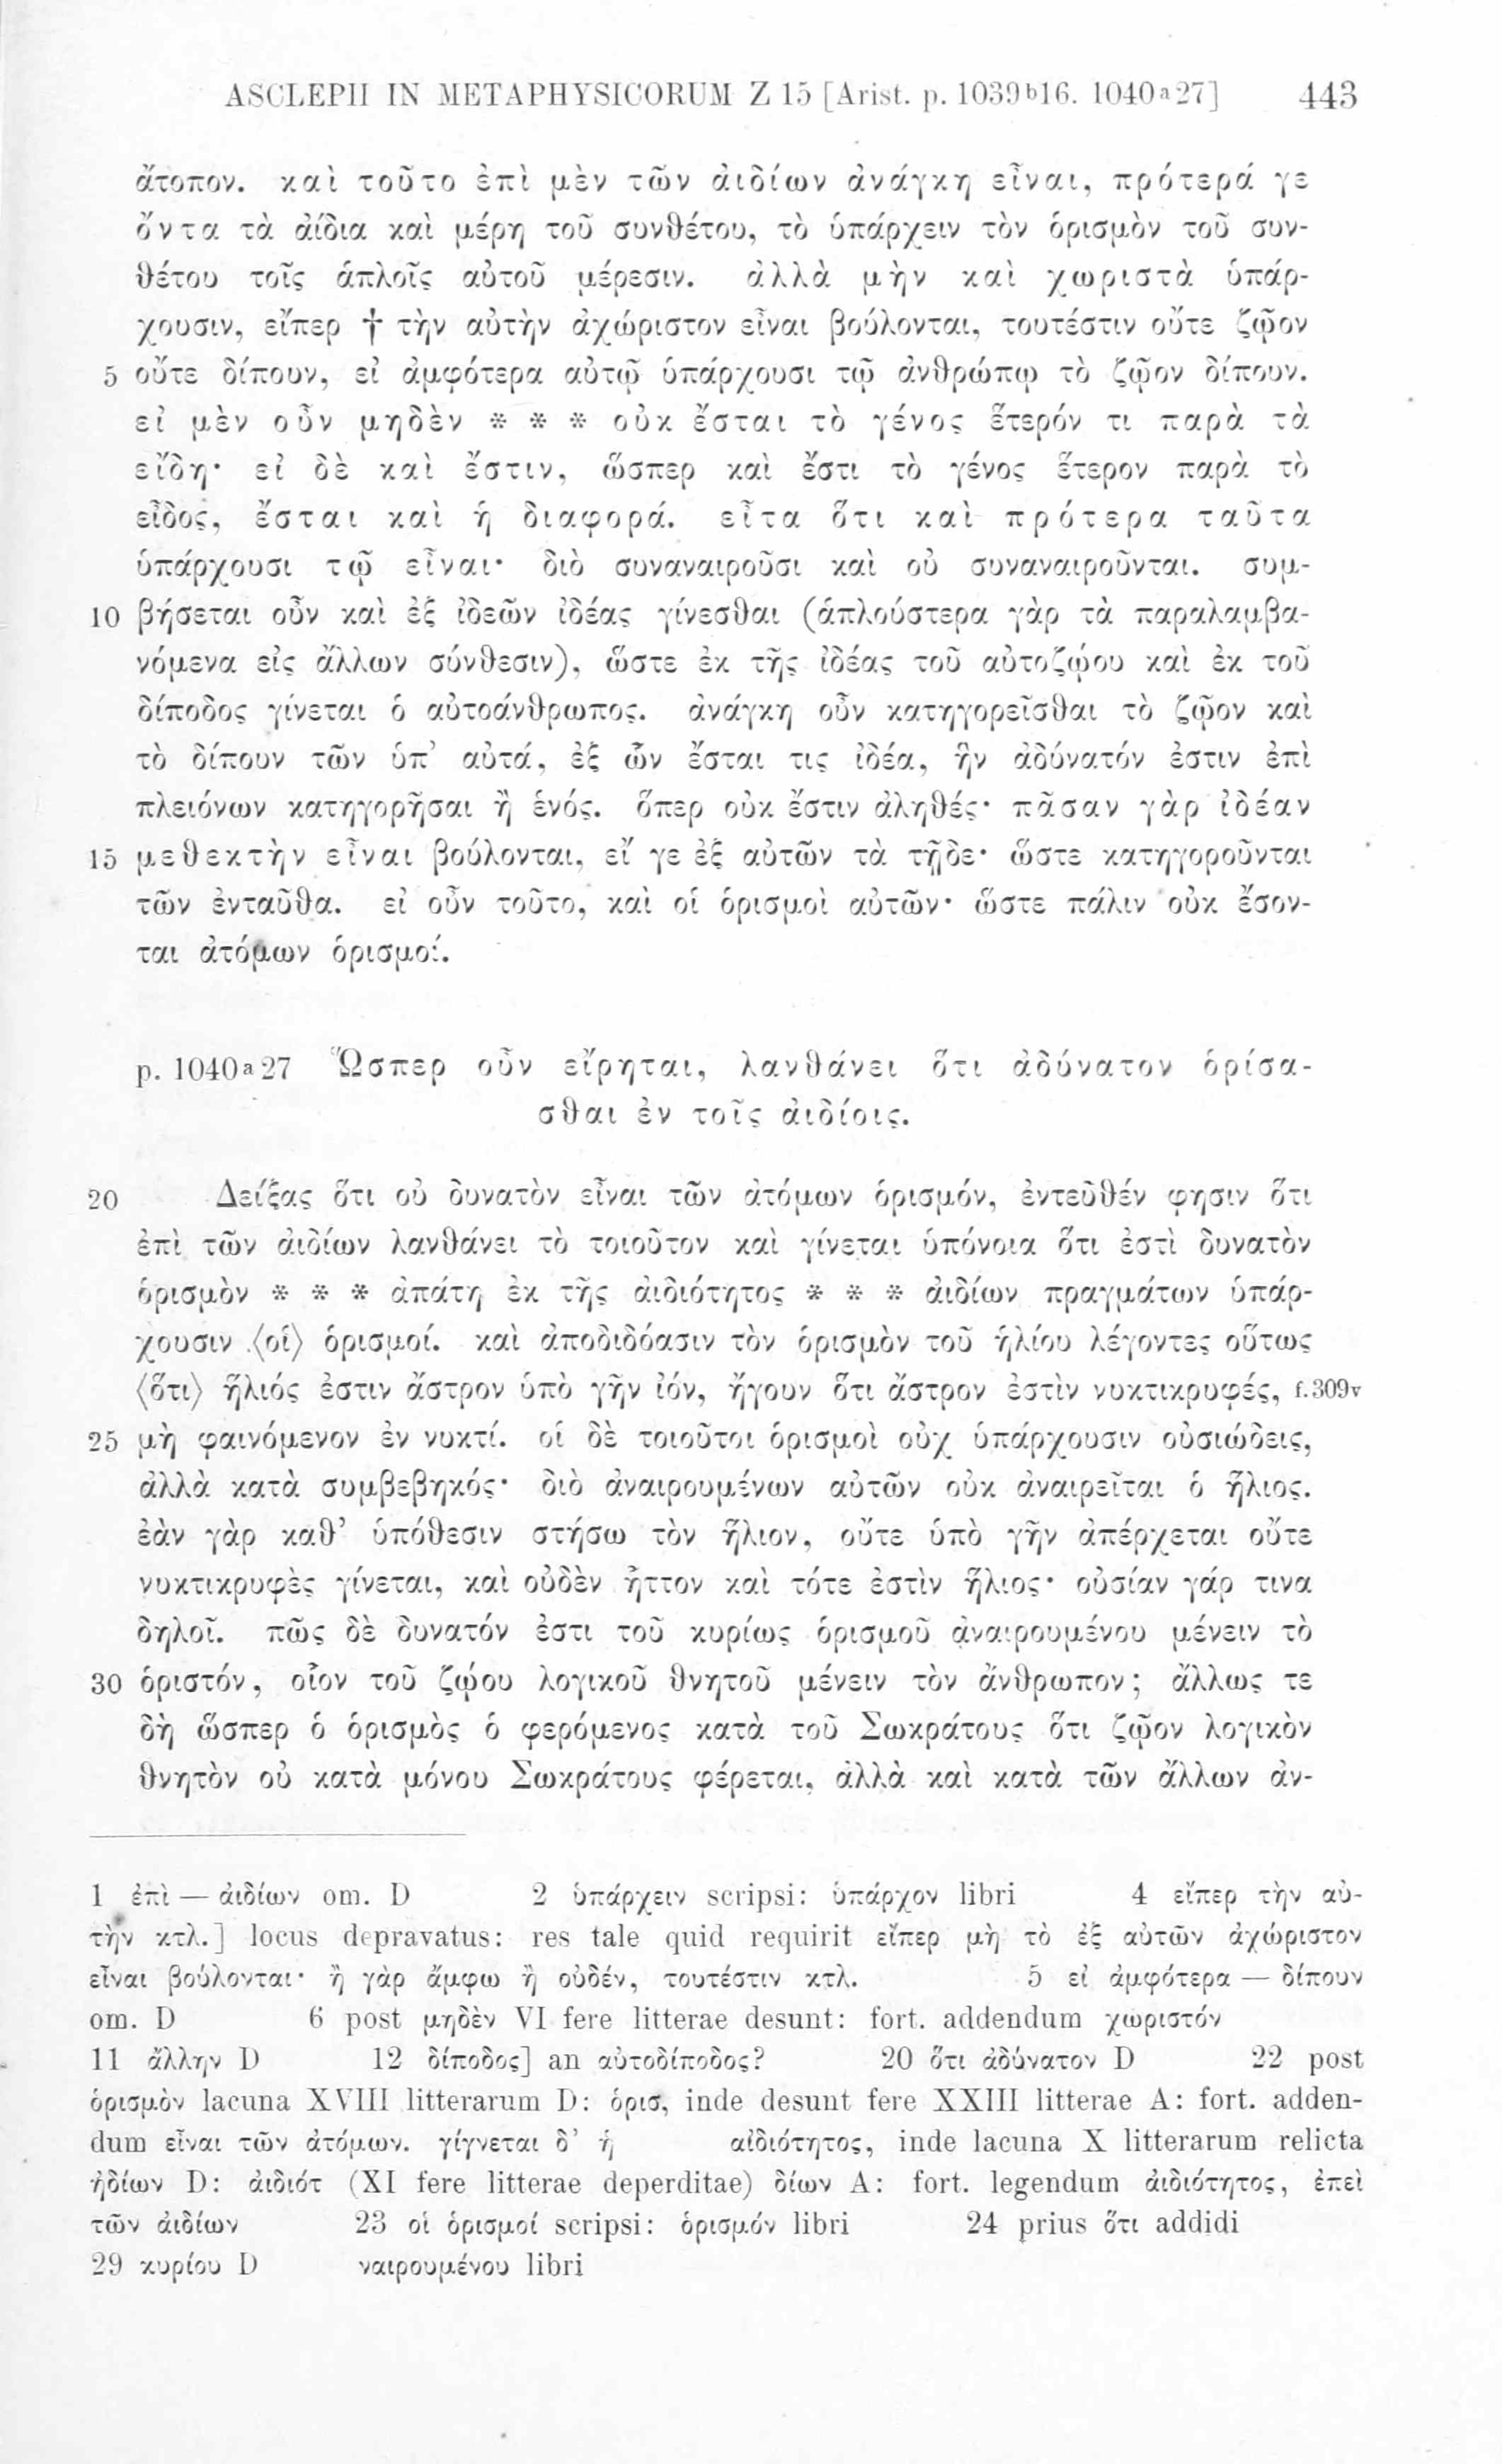 ASCLEPII IN METAPHYSICORUM Z 15 [Arist. p. 1039b16. 1040a27] 443
ἄτοπον. καὶ τοῦτο ἐπὶ μὲν τῶν ἀιδίων ἀνάγκη εἶναι, πρότερά γε
ὄντα τὰ ἀίδια καὶ μέρη τοῦ συνθέτου, τὸ ὑπάρχειν τὸν ὁρισμὸν τοῦ συν-
θέτου τοῖς ἁπλοῖς αὐτοῦ μέρεσιν. ἀλλὰ μὴν καὶ χωριστὰ ὑπάρ-
χουσιν, εἴπερ † τὴν αὐτὴν ἀχώριστον εἶναι βούλονται, τουτέστιν οὔτε ζῷον
5 οὔτε δίπουν, εἰ ἀμφότερα αὐτῷ ὑπάρχουσι τῷ ἀνθρώπῳ τὸ ζῷον δίπουν.
εἰ μὲν οὖν μηδὲν * * * οὐκ ἔσται τὸ γένος ἕτερόν τι παρὰ τὰ
εἴδη· εἰ δὲ καὶ ἔστιν, ὥσπερ καὶ ἔστι τὸ γένος ἕτερον παρὰ τὸ
εἶδος, ἔσται καὶ ἡ διαφορά. εἶτα ὅτι καὶ πρότερα ταῦτα
ὑπάρχουσι τῷ εἶναι· διὸ συναναιροῦσι καὶ οὐ συναναιροῦνται. συμ-
10 βήσεται οὖν καὶ ἐξ ἰδεῶν ἰδέας γίνεσθαι (ἁπλούστερα γὰρ τὰ παραλαμβα-
νόμενα εἰς ἄλλων σύνθεσιν), ὥστε ἐκ τῆς ἰδέας τοῦ αὐτοζῴου καὶ ἐκ τοῦ
δίποδος γίνεται ὁ αὐτοάνθρωπος. ἀνάγκη οὖν κατηγορεῖσθαι τὸ ζῷον καὶ
τὸ δίπουν τῶν ὑπ' αὐτά, ἐξ ὧν ἔσται τις ἰδέα, ἣν ἀδύνατόν ἐστιν ἐπὶ
πλειόνων κατηγορῆσαι ἢ ἑνός. ὅπερ οὐκ ἔστιν ἀληθές· πᾶσαν γὰρ ἰδέαν
15 μεθεκτὴν εἶναι βούλονται, εἴ γε ἐξ αὐτῶν τὰ τῇδε· ὥστε κατηγοροῦνται
τῶν ἐνταῦθα. εἰ οὖν τοῦτο, καὶ οἱ ὁρισμοὶ αὐτῶν· ὥστε πάλιν οὐκ ἔσον-
ται ἀτόμων ὁρισμοί.
p. 1040a27 Ὥσπερ οὖν εἴρηται, λανθάνει ὅτι ἀδύνατον ὁρίσα-
σθαι ἐν τοῖς ἀιδίοις.
20 Δείξας ὅτι οὐ δυνατὸν εἶναι τῶν ἀτόμων ὁρισμόν, ἐντεῦθέν φησιν ὅτι
ἐπὶ τῶν ἀιδίων λανθάνει τὸ τοιοῦτον καὶ γίνεται ὑπόνοια ὅτι ἐστὶ δυνατὸν
ὁρισμὸν * * * ἀπάτη ἐκ τῆς ἀιδιότητος * * * ἀιδίων πραγμάτων ὑπάρ-
χουσιν ⟨οἱ⟩ ὁρισμοί. καὶ ἀποδιδόασιν τὸν ὁρισμὸν τοῦ ἡλίου λέγοντες οὕτως
⟨ὅτι⟩ ἥλιός ἐστιν ἄστρον ὑπὸ γῆν ἰόν, ἤγουν ὅτι ἄστρον ἐστὶν νυκτικρυφές, f. 309v
25 μὴ φαινόμενον ἐν νυκτί. οἱ δὲ τοιοῦτοι ὁρισμοὶ οὐχ ὑπάρχουσιν οὐσιώδεις,
ἀλλὰ κατὰ συμβεβηκός· διὸ ἀναιρουμένων αὐτῶν οὐκ ἀναιρεῖται ὁ ἥλιος.
ἐὰν γὰρ καθ' ὑπόθεσιν στήσω τὸν ἥλιον, οὔτε ὑπὸ γῆν ἀπέρχεται οὔτε
νυκτικρυφὲς γίνεται, καὶ οὐδὲν ἧττον καὶ τότε ἐστὶν ἥλιος· οὐσίαν γάρ τινα
δηλοῖ. πῶς δὲ δυνατόν ἐστι τοῦ κυρίως ὁρισμοῦ ἀναιρουμένου μένειν τὸ
30 ὁριστόν, οἷον τοῦ ζῴου λογικοῦ θνητοῦ μένειν τὸν ἄνθρωπον; ἄλλως τε
δὴ ὥσπερ ὁ ὁρισμὸς ὁ φερόμενος κατὰ τοῦ Σωκράτους ὅτι ζῷον λογικὸν
θνητὸν οὐ κατὰ μόνου Σωκράτους φέρεται, ἀλλὰ καὶ κατὰ τῶν ἄλλων ἀν-
1 ἐπὶ — ἀιδίων om. D 2 ὑπάρχειν scripsi: ὑπάρχον libri 4 εἴπερ τὴν αὐ-
τὴν κτλ.] locus depravatus: res tale quid requirit εἴπερ μὴ τὸ ἐξ αὐτῶν ἀχώριστον
εἶναι βούλονται· ἢ γὰρ ἄμφω ἢ οὐδέν, τουτέστιν κτλ. 5 εἰ ἀμφότερα — δίπουν
om. D 6 post μηδὲν VI fere litterae desunt: fort. addendum χωριστόν
11 ἄλλην D 12 δίποδος] an αὐτοδίποδος? 20 ὅτι ἀδύνατον D 22 post
ὁρισμὸν lacuna XVIII litterarum D: ὁρισ, inde desunt fere XXIII litterae A: fort. adden-
dum εἶναι τῶν ἀτόμων. γίγνεται δ' ἡ αἰδιότητος, inde lacuna X litterarum relicta
ἠδίων D: ἀιδιότ (XI fere litterae deperditae) δίων A: fort. legendum ἀιδιότητος, ἐπεὶ
τῶν ἀιδίων 23 οἱ ὁρισμοί scripsi: ὁρισμόν libri 24 prius ὅτι addidi
29 κυρίου D ναιρουμένου libri